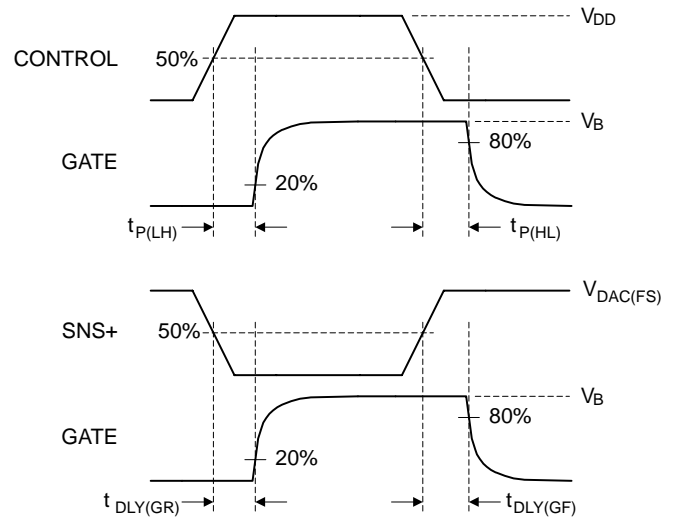 V_DD
CONTROL 50%
V_B
80%
GATE
20%
t_P(LH) t_P(HL)
V_DAC(FS)
SNS+ 50%
V_B
80%
GATE
20%
t_DLY(GR) t_DLY(GF)